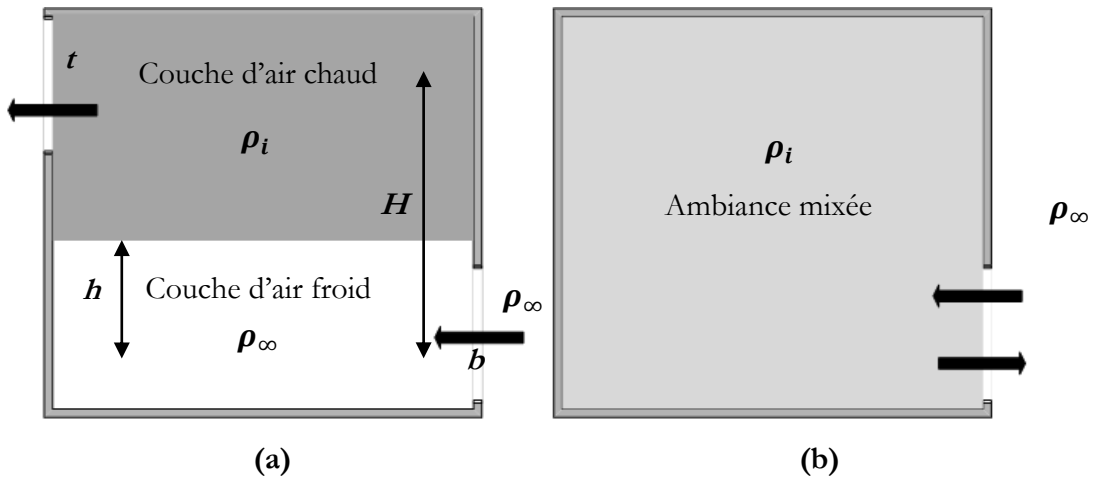 t
Couche d'air chaud
ρi
H
h
Couche d'air froid
ρ∞
ρ∞
b
(a)
ρi
Ambiance mixée
ρ∞
(b)